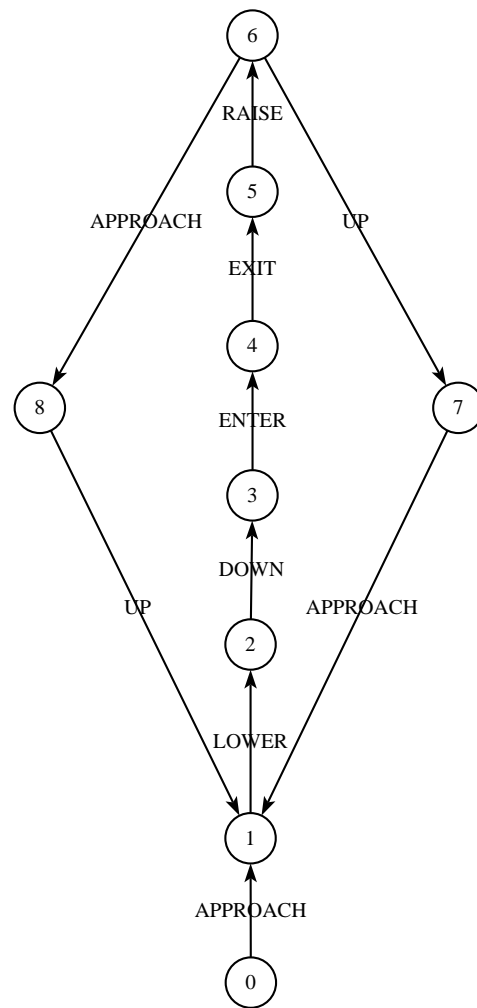 6
RAISE
5
APPROACH
UP
EXIT
4
8
7
ENTER
3
DOWN
UP
APPROACH
2
LOWER
1
APPROACH
0